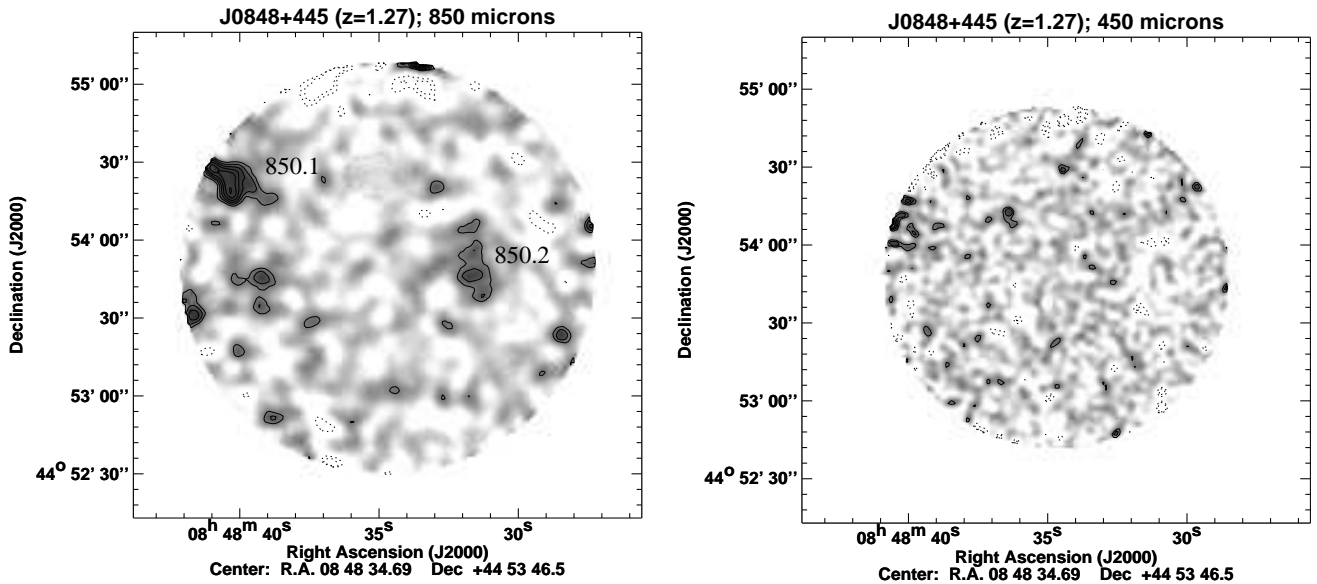 J0848+445 (z=1.27); 850 microns
55' 00''
30''
54' 00''
30''
53' 00''
44o 52' 30''
Declination (J2000)
850.1
850.2
08h 48m 40s
35s
30s
Right Ascension (J2000)
Center: R.A. 08 48 34.69 Dec +44 53 46.5
J0848+445 (z=1.27); 450 microns
55' 00''
30''
54' 00''
30''
53' 00''
44o 52' 30''
Declination (J2000)
08h 48m 40s
35s
30s
Right Ascension (J2000)
Center: R.A. 08 48 34.69 Dec +44 53 46.5